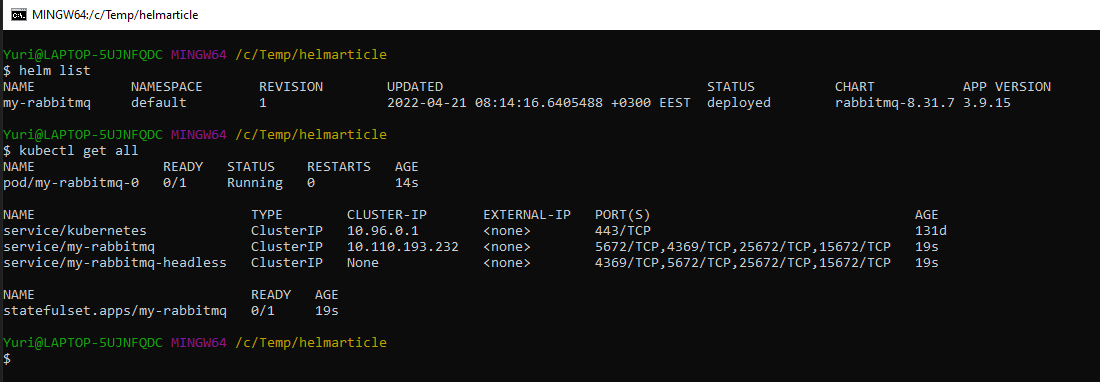 MINGW64:/c/Temp/helmarticle
Yuri@LAPTOP-5UJNFQDC MINGW64 /c/Temp/helmarticle
$ helm list
NAME NAMESPACE REVISION UPDATED STATUS CHART APP VERSION
my-rabbitmq default 1 2022-04-21 08:14:16.6405488 +0300 EEST deployed rabbitmq-8.31.7 3.9.15
Yuri@LAPTOP-5UJNFQDC MINGW64 /c/Temp/helmarticle
$ kubectl get all
NAME READY STATUS RESTARTS AGE
pod/my-rabbitmq-0 0/1 Running 0 14s
NAME TYPE CLUSTER-IP EXTERNAL-IP PORT(S) AGE
service/kubernetes ClusterIP 10.96.0.1 <none> 443/TCP 131d
service/my-rabbitmq ClusterIP 10.110.193.232 <none> 5672/TCP,4369/TCP,25672/TCP,15672/TCP 19s
service/my-rabbitmq-headless ClusterIP None <none> 4369/TCP,5672/TCP,25672/TCP,15672/TCP 19s
NAME READY AGE
statefulset.apps/my-rabbitmq 0/1 19s
Yuri@LAPTOP-5UJNFQDC MINGW64 /c/Temp/helmarticle
$